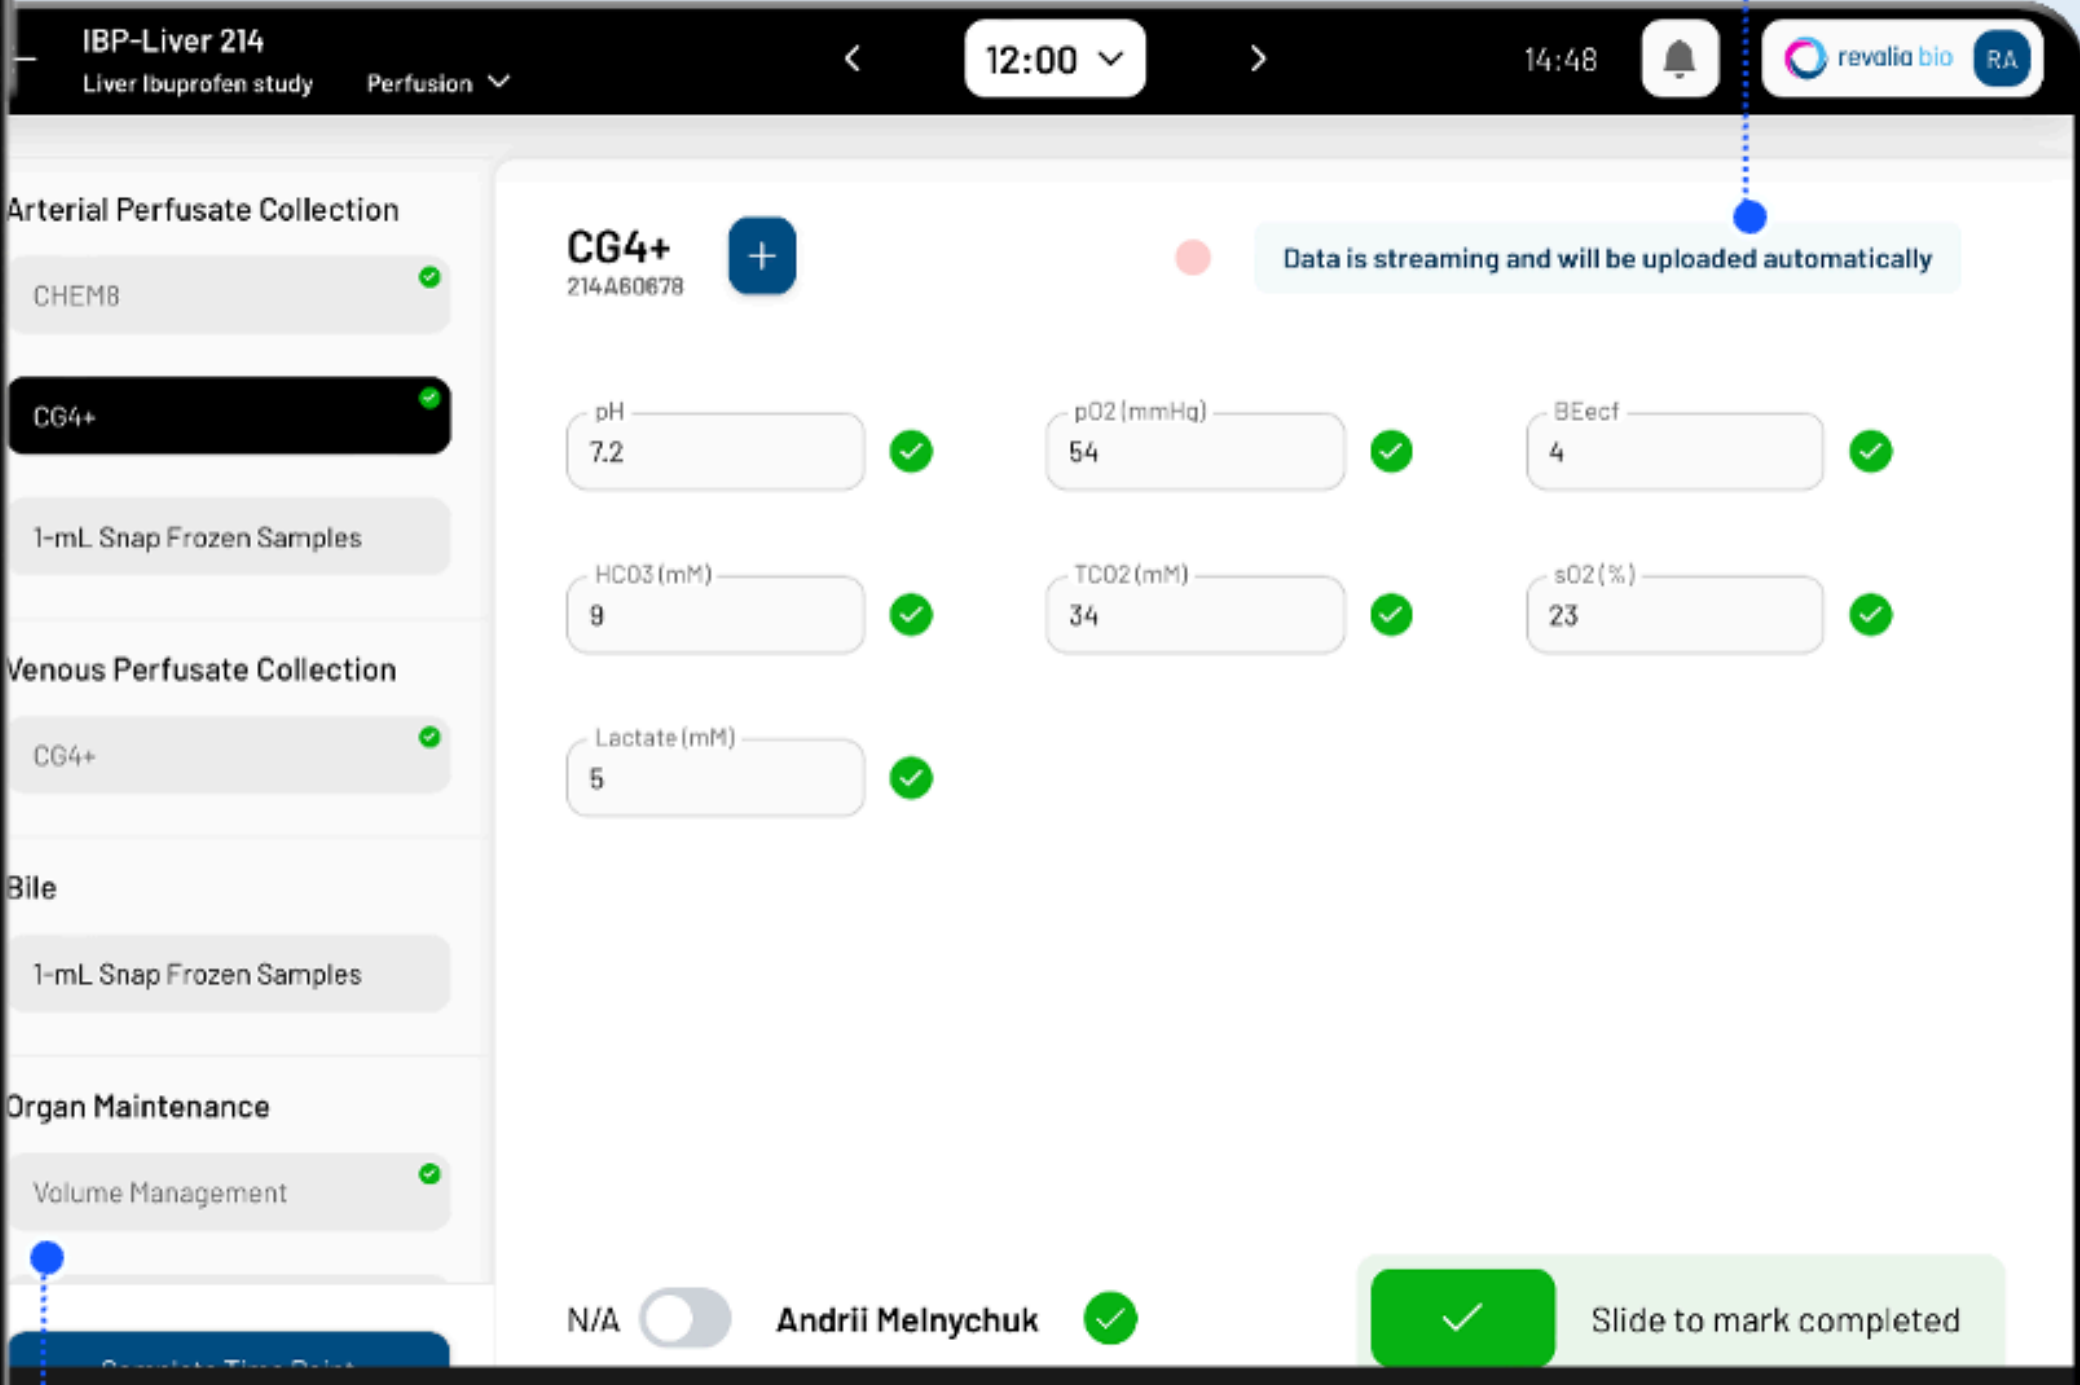 IBP-Liver 214
Liver Ibuprofen study
Perfusion
12:00
14:48
revalia bio
RA
Arterial Perfusate Collection
CHEM8
CG4+
1-mL Snap Frozen Samples
Venous Perfusate Collection
CG4+
Bile
1-mL Snap Frozen Samples
Organ Maintenance
Volume Management
Complete Time Point
CG4+
214A60678
Data is streaming and will be uploaded automatically
pH
7.2
pO2 (mmHg)
54
BEecf
4
HCO3 (mM)
9
TCO2 (mM)
34
sO2 (%)
23
Lactate (mM)
5
N/A
Andrii Melnychuk
Slide to mark completed